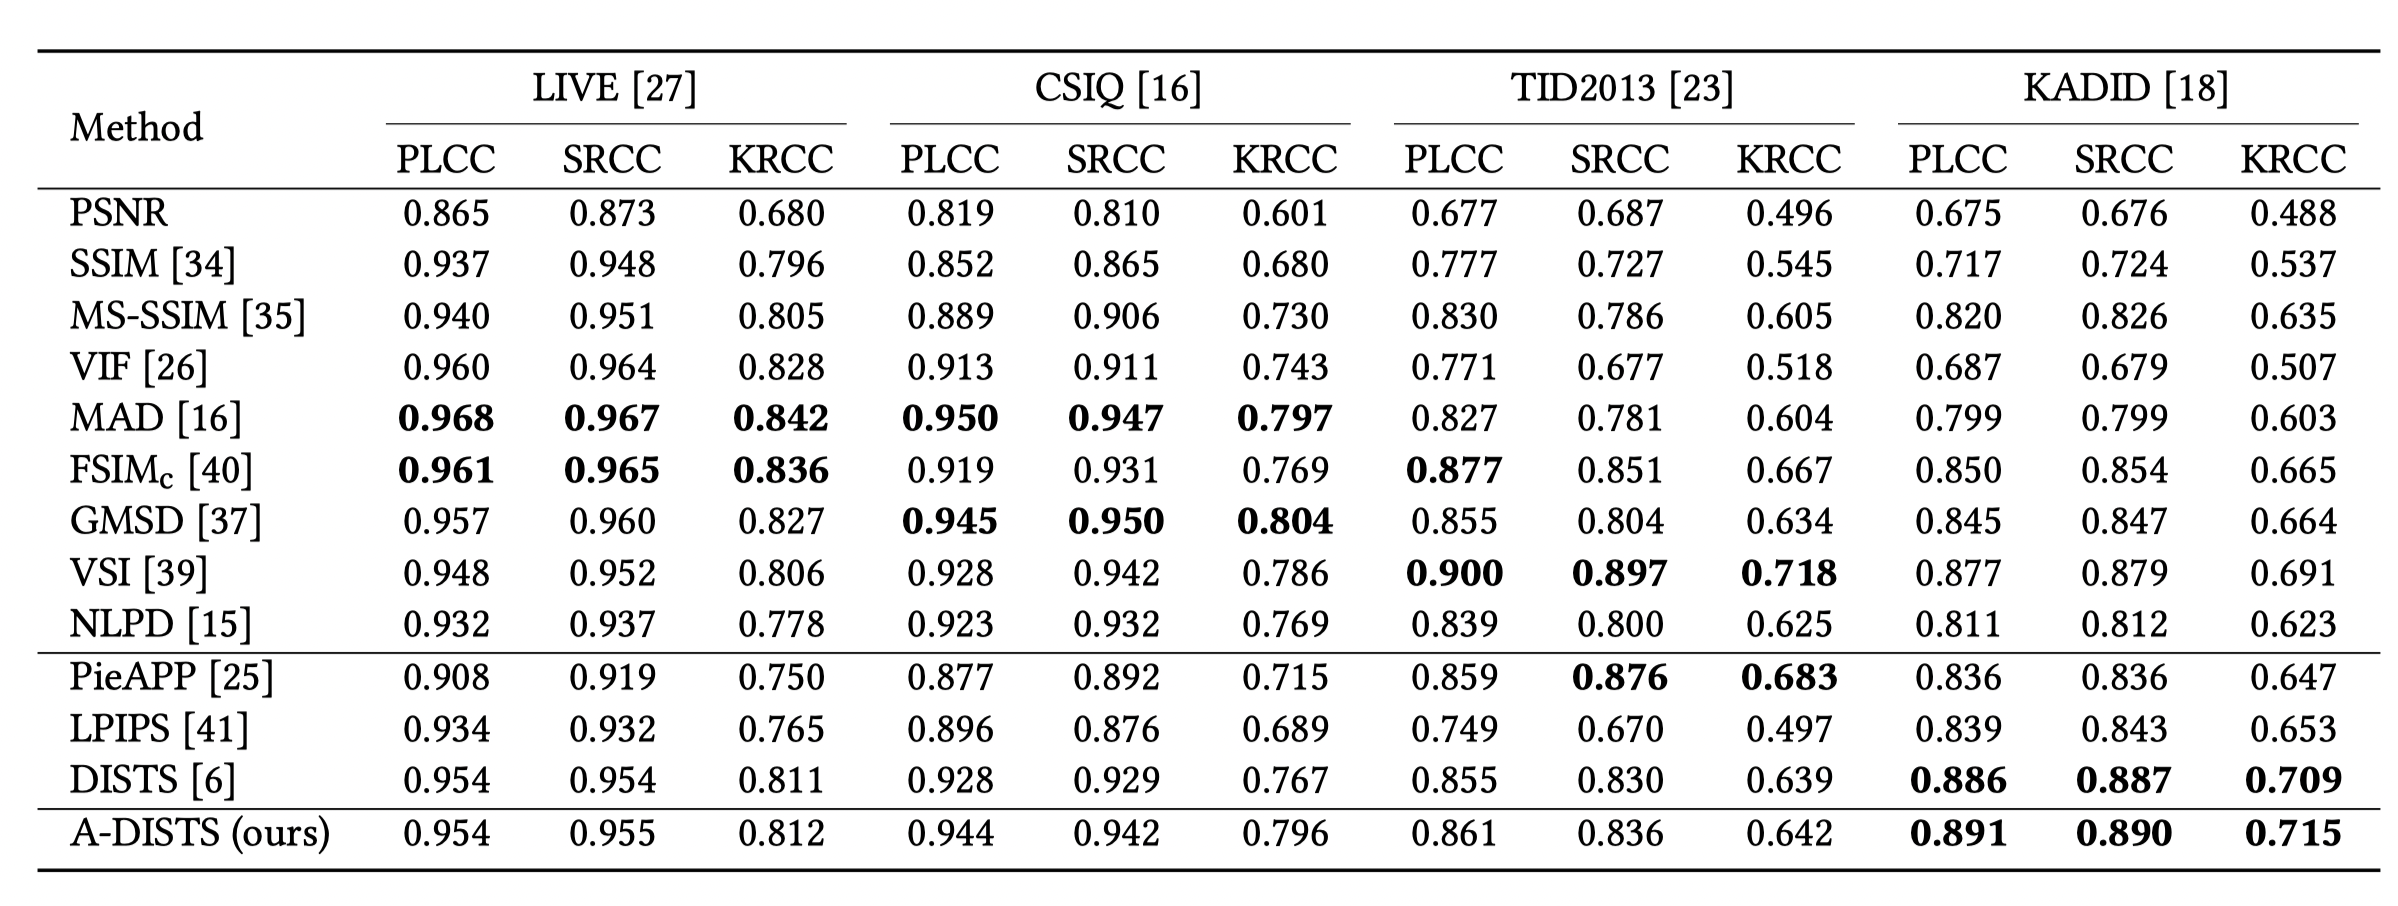 Method LIVE [27] CSIQ [16] TID2013 [23] KADID [18]
PLCC SRCC KRCC PLCC SRCC KRCC PLCC SRCC KRCC PLCC SRCC KRCC
PSNR 0.865 0.873 0.680 0.819 0.810 0.601 0.677 0.687 0.496 0.675 0.676 0.488
SSIM [34] 0.937 0.948 0.796 0.852 0.865 0.680 0.777 0.727 0.545 0.717 0.724 0.537
MS-SSIM [35] 0.940 0.951 0.805 0.889 0.906 0.730 0.830 0.786 0.605 0.820 0.826 0.635
VIF [26] 0.960 0.964 0.828 0.913 0.911 0.743 0.771 0.677 0.518 0.687 0.679 0.507
MAD [16] 0.968 0.967 0.842 0.950 0.947 0.797 0.827 0.781 0.604 0.799 0.799 0.603
FSIMc [40] 0.961 0.965 0.836 0.919 0.931 0.769 0.877 0.851 0.667 0.850 0.854 0.665
GMSD [37] 0.957 0.960 0.827 0.945 0.950 0.804 0.855 0.804 0.634 0.845 0.847 0.664
VSI [39] 0.948 0.952 0.806 0.928 0.942 0.786 0.900 0.897 0.718 0.877 0.879 0.691
NLPD [15] 0.932 0.937 0.778 0.923 0.932 0.769 0.839 0.800 0.625 0.811 0.812 0.623
PieAPP [25] 0.908 0.919 0.750 0.877 0.892 0.715 0.859 0.876 0.683 0.836 0.836 0.647
LPIPS [41] 0.934 0.932 0.765 0.896 0.876 0.689 0.749 0.670 0.497 0.839 0.843 0.653
DISTS [6] 0.954 0.954 0.811 0.928 0.929 0.767 0.855 0.830 0.639 0.886 0.887 0.709
A-DISTS (ours) 0.954 0.955 0.812 0.944 0.942 0.796 0.861 0.836 0.642 0.891 0.890 0.715